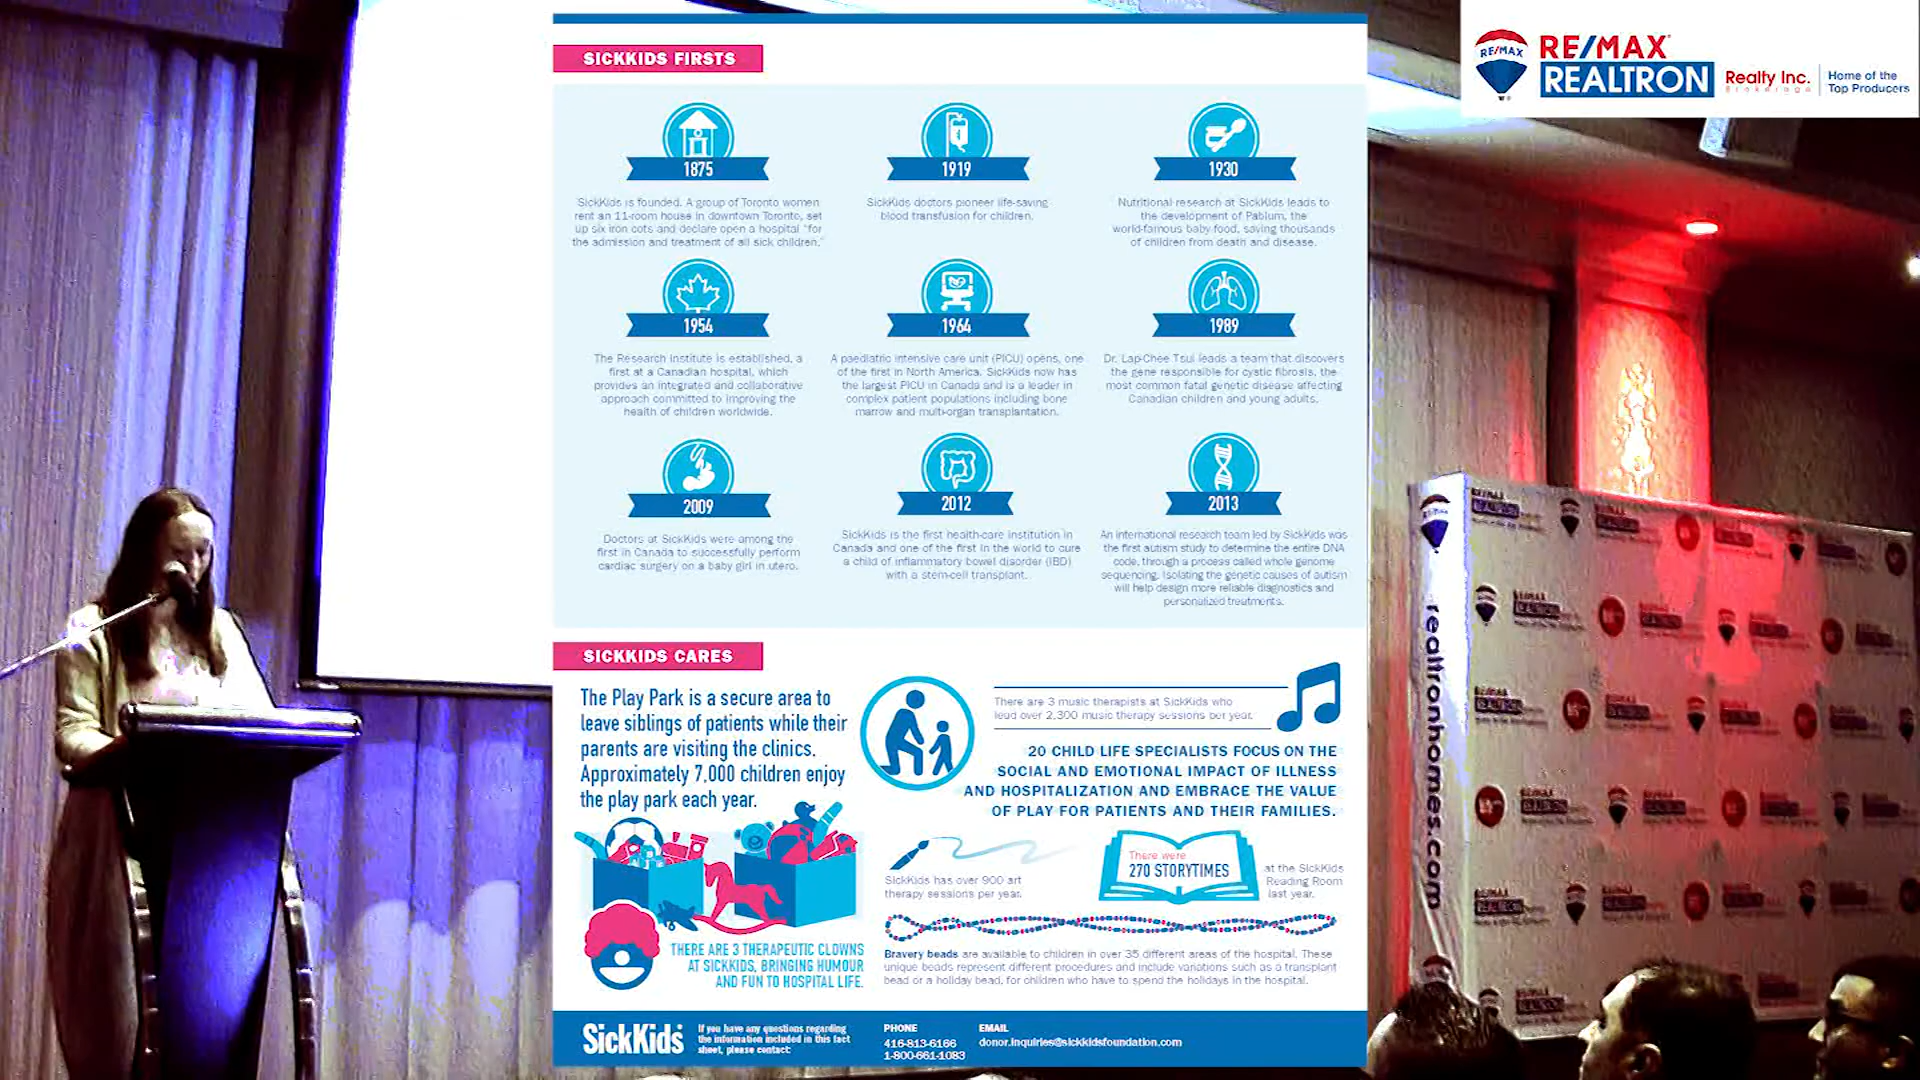 SICKKIDS FIRSTS
1875
SickKids is founded. A group of Toronto women
rent an 11-room house in downtown Toronto, set
up six iron cots and declare open a hospital "for
the admission and treatment of all sick children."
1919
SickKids doctors pioneer life-saving
blood transfusion for children.
1930
Nutritional research at SickKids leads to
the development of Pablum, the
world-famous baby food, saving thousands
of children from death and disease.
1954
The Research Institute is established, a
first at a Canadian hospital, which
provides an integrated and collaborative
approach committed to improving the
health of children worldwide.
1964
A paediatric intensive care unit (PICU) opens, one
of the first in North America. SickKids now has
the largest PICU in Canada and is a leader in
complex patient populations including bone
marrow and multi-organ transplantation.
1989
Dr. Lap-Chee Tsui leads a team that discovers
the gene responsible for cystic fibrosis, the
most common fatal genetic disease affecting
Canadian children and young adults.
2009
Doctors at SickKids were among the
first in Canada to successfully perform
cardiac surgery on a baby girl in utero.
2012
SickKids is the first health-care institution in
Canada and one of the first in the world to cure
a child of inflammatory bowel disorder (IBD)
with a stem-cell transplant.
2013
An international research team led by SickKids was
the first autism study to determine the entire DNA
code, through a process called whole genome
sequencing. Isolating the genetic causes of autism
will help design more reliable diagnostics and
personalized treatments.
SICKKIDS CARES
The Play Park is a secure area to
leave siblings of patients while their
parents are visiting the clinics.
Approximately 7,000 children enjoy
the play park each year.
There are 3 music therapists at SickKids who
lead over 2,300 music therapy sessions per year.
20 CHILD LIFE SPECIALISTS FOCUS ON THE
SOCIAL AND EMOTIONAL IMPACT OF ILLNESS
AND HOSPITALIZATION AND EMBRACE THE VALUE
OF PLAY FOR PATIENTS AND THEIR FAMILIES.
SickKids has over 900 art
therapy sessions per year.
There were
270 STORYTIMES
at the SickKids
Reading Room
last year.
THERE ARE 3 THERAPEUTIC CLOWNS
AT SICKKIDS, BRINGING HUMOUR
AND FUN TO HOSPITAL LIFE.
Bravery beads are available to children in over 35 different areas of the hospital. These
unique beads represent different procedures and include variations such as a transplant
bead or a holiday bead, for children who have to spend the holidays in the hospital.
SickKids
If you have any questions regarding
the information included in this fact
sheet, please contact:
PHONE
416-813-6166
1-800-661-1083
EMAIL
donor.inquiries@sickkidsfoundation.com
RE/MAX
RE/MAX
REALTRON
Realty Inc.
Brokerage
Home of the
Top Producers
realtronhomes.com